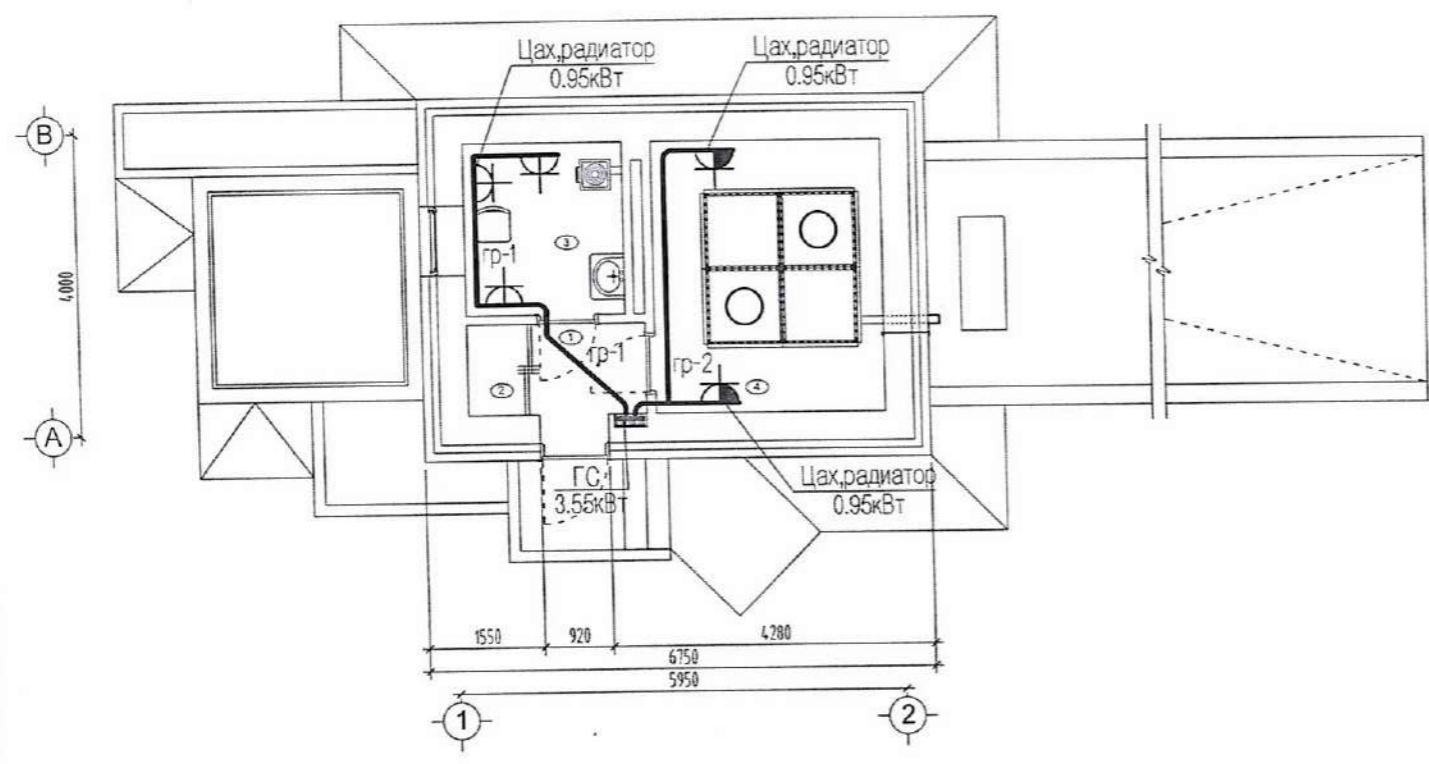 Цах,радиатор
0.95кВт
Цах,радиатор
0.95кВт
В
4000
А
гр-1
3
1
гр-1
2
гр-2
4
ГС,
3.55кВт
Цах,радиатор
0.95кВт
1550
920
4280
6750
5950
1
2